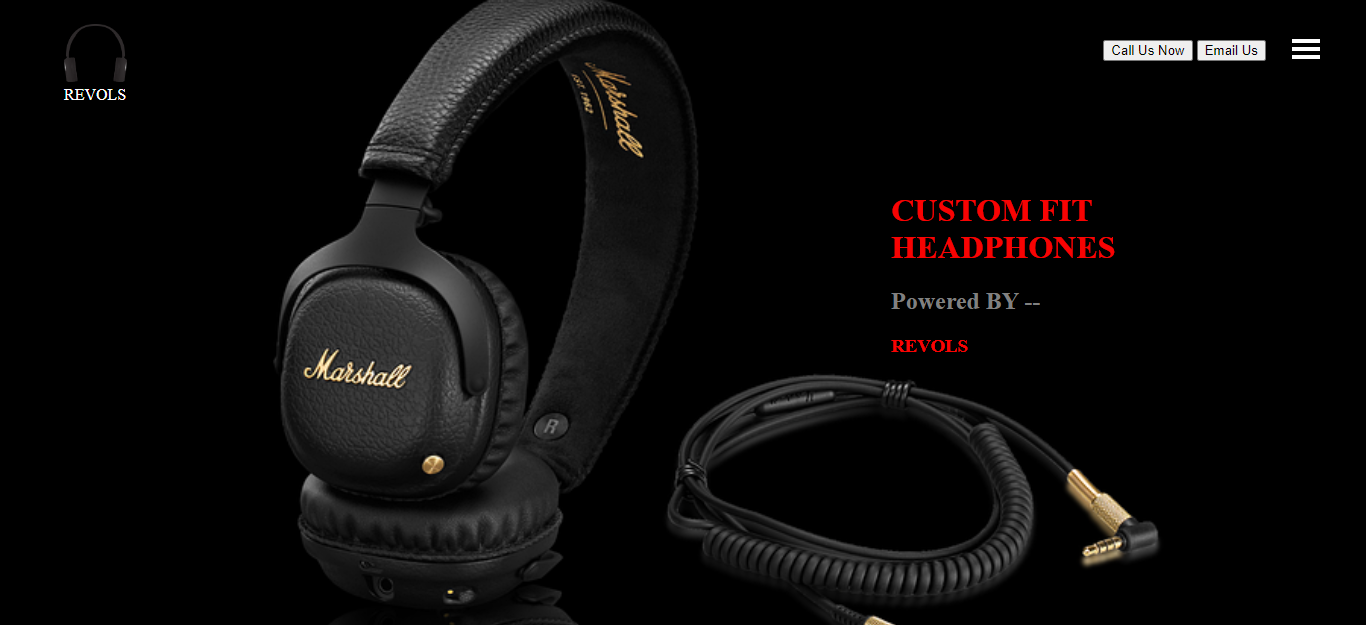 REVOLS
Call Us Now
Email Us
Marshall
EST. 1962
CUSTOM FIT
HEADPHONES
Powered BY --
REVOLS
Marshall
R